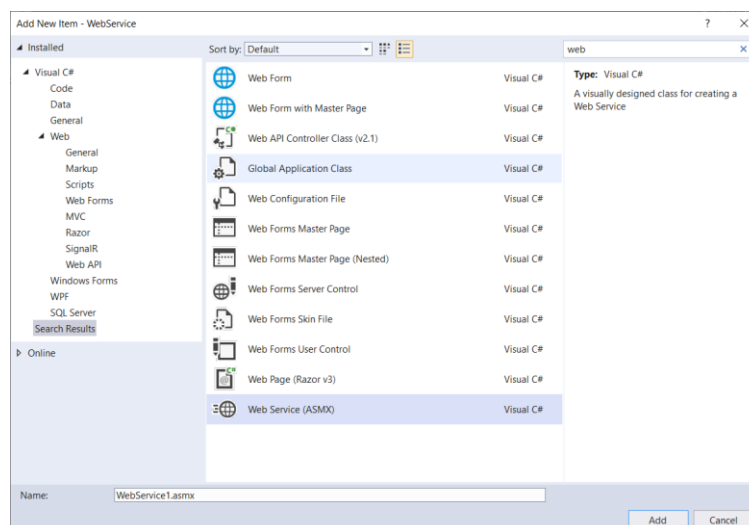 Add New Item - WebService
?
Installed
Sort by: Default
web
Visual C#
Code
Data
General
Web
General
Markup
Scripts
Web Forms
MVC
Razor
SignalR
Web API
Windows Forms
WPF
SQL Server
Search Results
Online
Web Form Visual C#
Web Form with Master Page Visual C#
Web API Controller Class (v2.1) Visual C#
Global Application Class Visual C#
Web Configuration File Visual C#
Web Forms Master Page Visual C#
Web Forms Master Page (Nested) Visual C#
Web Forms Server Control Visual C#
Web Forms Skin File Visual C#
Web Forms User Control Visual C#
Web Page (Razor v3) Visual C#
Web Service (ASMX) Visual C#
Type: Visual C#
A visually designed class for creating a
Web Service
Name: WebService1.asmx
Add Cancel